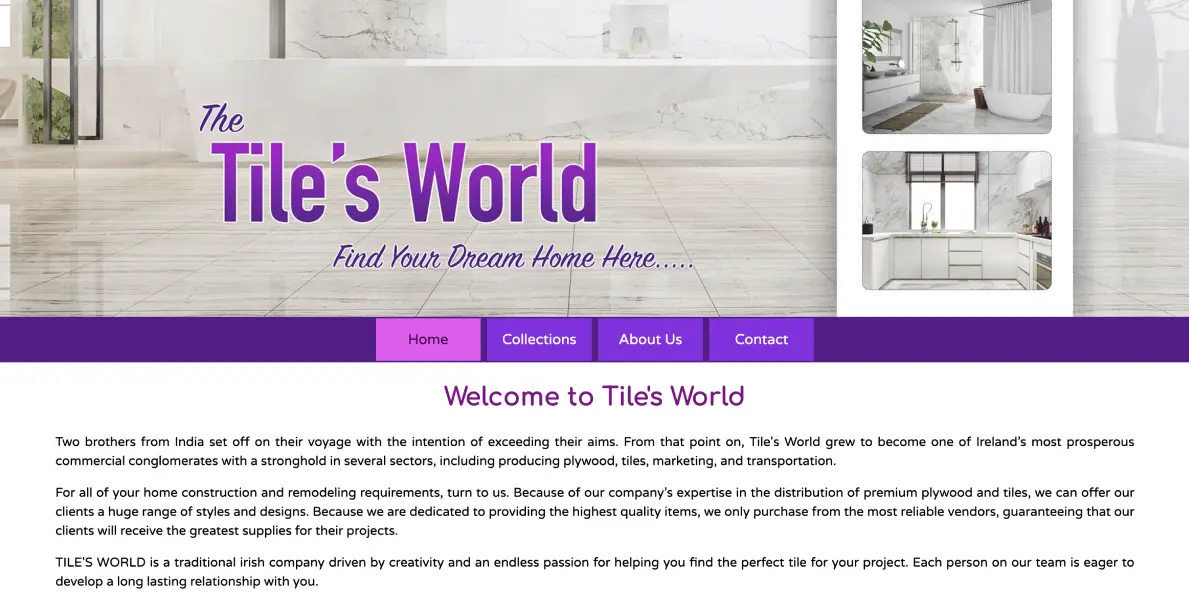 The
Tile's World
Find Your Dream Home Here.....
Home
Collections
About Us
Contact
Welcome to Tile's World
Two brothers from India set off on their voyage with the intention of exceeding their aims. From that point on, Tile's World grew to become one of Ireland's most prosperous
commercial conglomerates with a stronghold in several sectors, including producing plywood, tiles, marketing, and transportation.
For all of your home construction and remodeling requirements, turn to us. Because of our company's expertise in the distribution of premium plywood and tiles, we can offer our
clients a huge range of styles and designs. Because we are dedicated to providing the highest quality items, we only purchase from the most reliable vendors, guaranteeing that our
clients will receive the greatest supplies for their projects.
TILE'S WORLD is a traditional irish company driven by creativity and an endless passion for helping you find the perfect tile for your project. Each person on our team is eager to
develop a long lasting relationship with you.